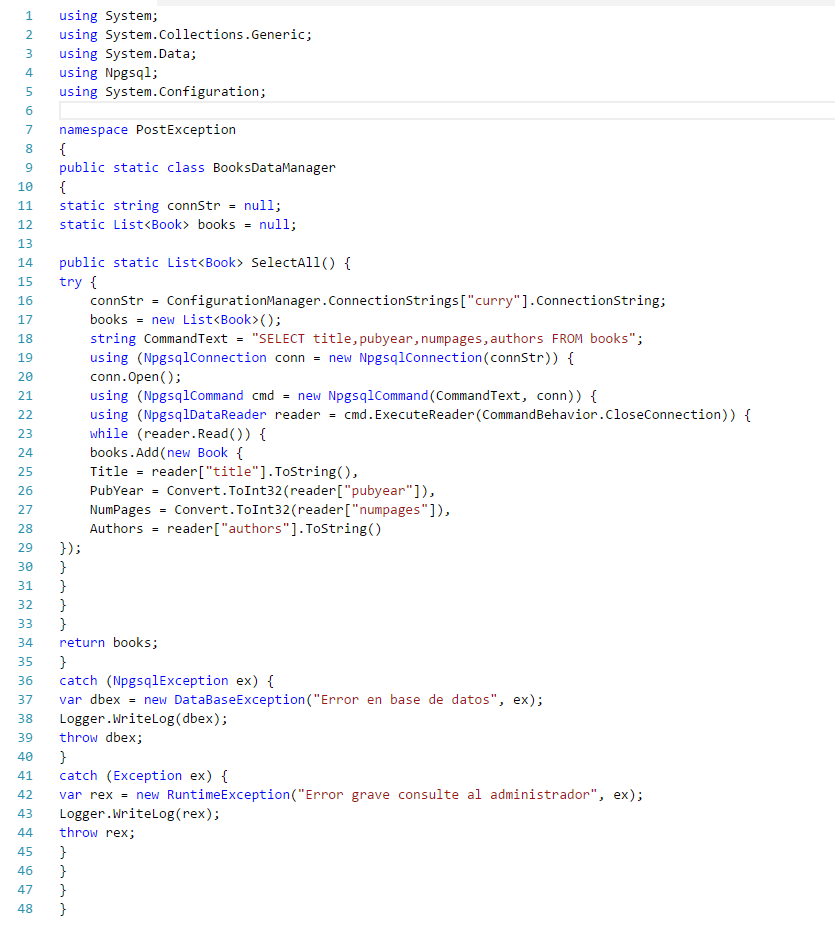 1 using System;
2 using System.Collections.Generic;
3 using System.Data;
4 using Npgsql;
5 using System.Configuration;
6
7 namespace PostException
8 {
9 public static class BooksDataManager
10 {
11 static string connStr = null;
12 static List<Book> books = null;
13
14 public static List<Book> SelectAll() {
15 try {
16     connStr = ConfigurationManager.ConnectionStrings["curry"].ConnectionString;
17     books = new List<Book>();
18     string CommandText = "SELECT title,pubyear,numpages,authors FROM books";
19     using (NpgsqlConnection conn = new NpgsqlConnection(connStr)) {
20     conn.Open();
21     using (NpgsqlCommand cmd = new NpgsqlCommand(CommandText, conn)) {
22     using (NpgsqlDataReader reader = cmd.ExecuteReader(CommandBehavior.CloseConnection)) {
23     while (reader.Read()) {
24     books.Add(new Book {
25     Title = reader["title"].ToString(),
26     PubYear = Convert.ToInt32(reader["pubyear"]),
27     NumPages = Convert.ToInt32(reader["numpages"]),
28     Authors = reader["authors"].ToString()
29 });
30 }
31 }
32 }
33 }
34 return books;
35 }
36 catch (NpgsqlException ex) {
37 var dbex = new DataBaseException("Error en base de datos", ex);
38 Logger.WriteLog(dbex);
39 throw dbex;
40 }
41 catch (Exception ex) {
42 var rex = new RuntimeException("Error grave consulte al administrador", ex);
43 Logger.WriteLog(rex);
44 throw rex;
45 }
46 }
47 }
48 }